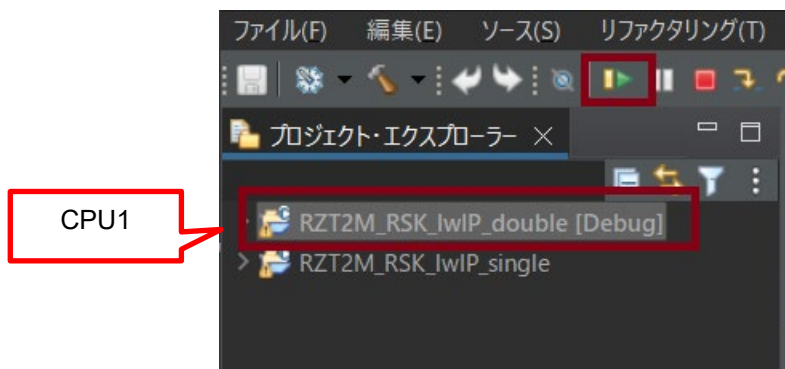 ファイル(F) 編集(E) ソース(S) リファクタリング(T)
プロジェクト・エクスプローラー
CPU1
RZT2M_RSK_lwIP_double [Debug]
RZT2M_RSK_lwIP_single